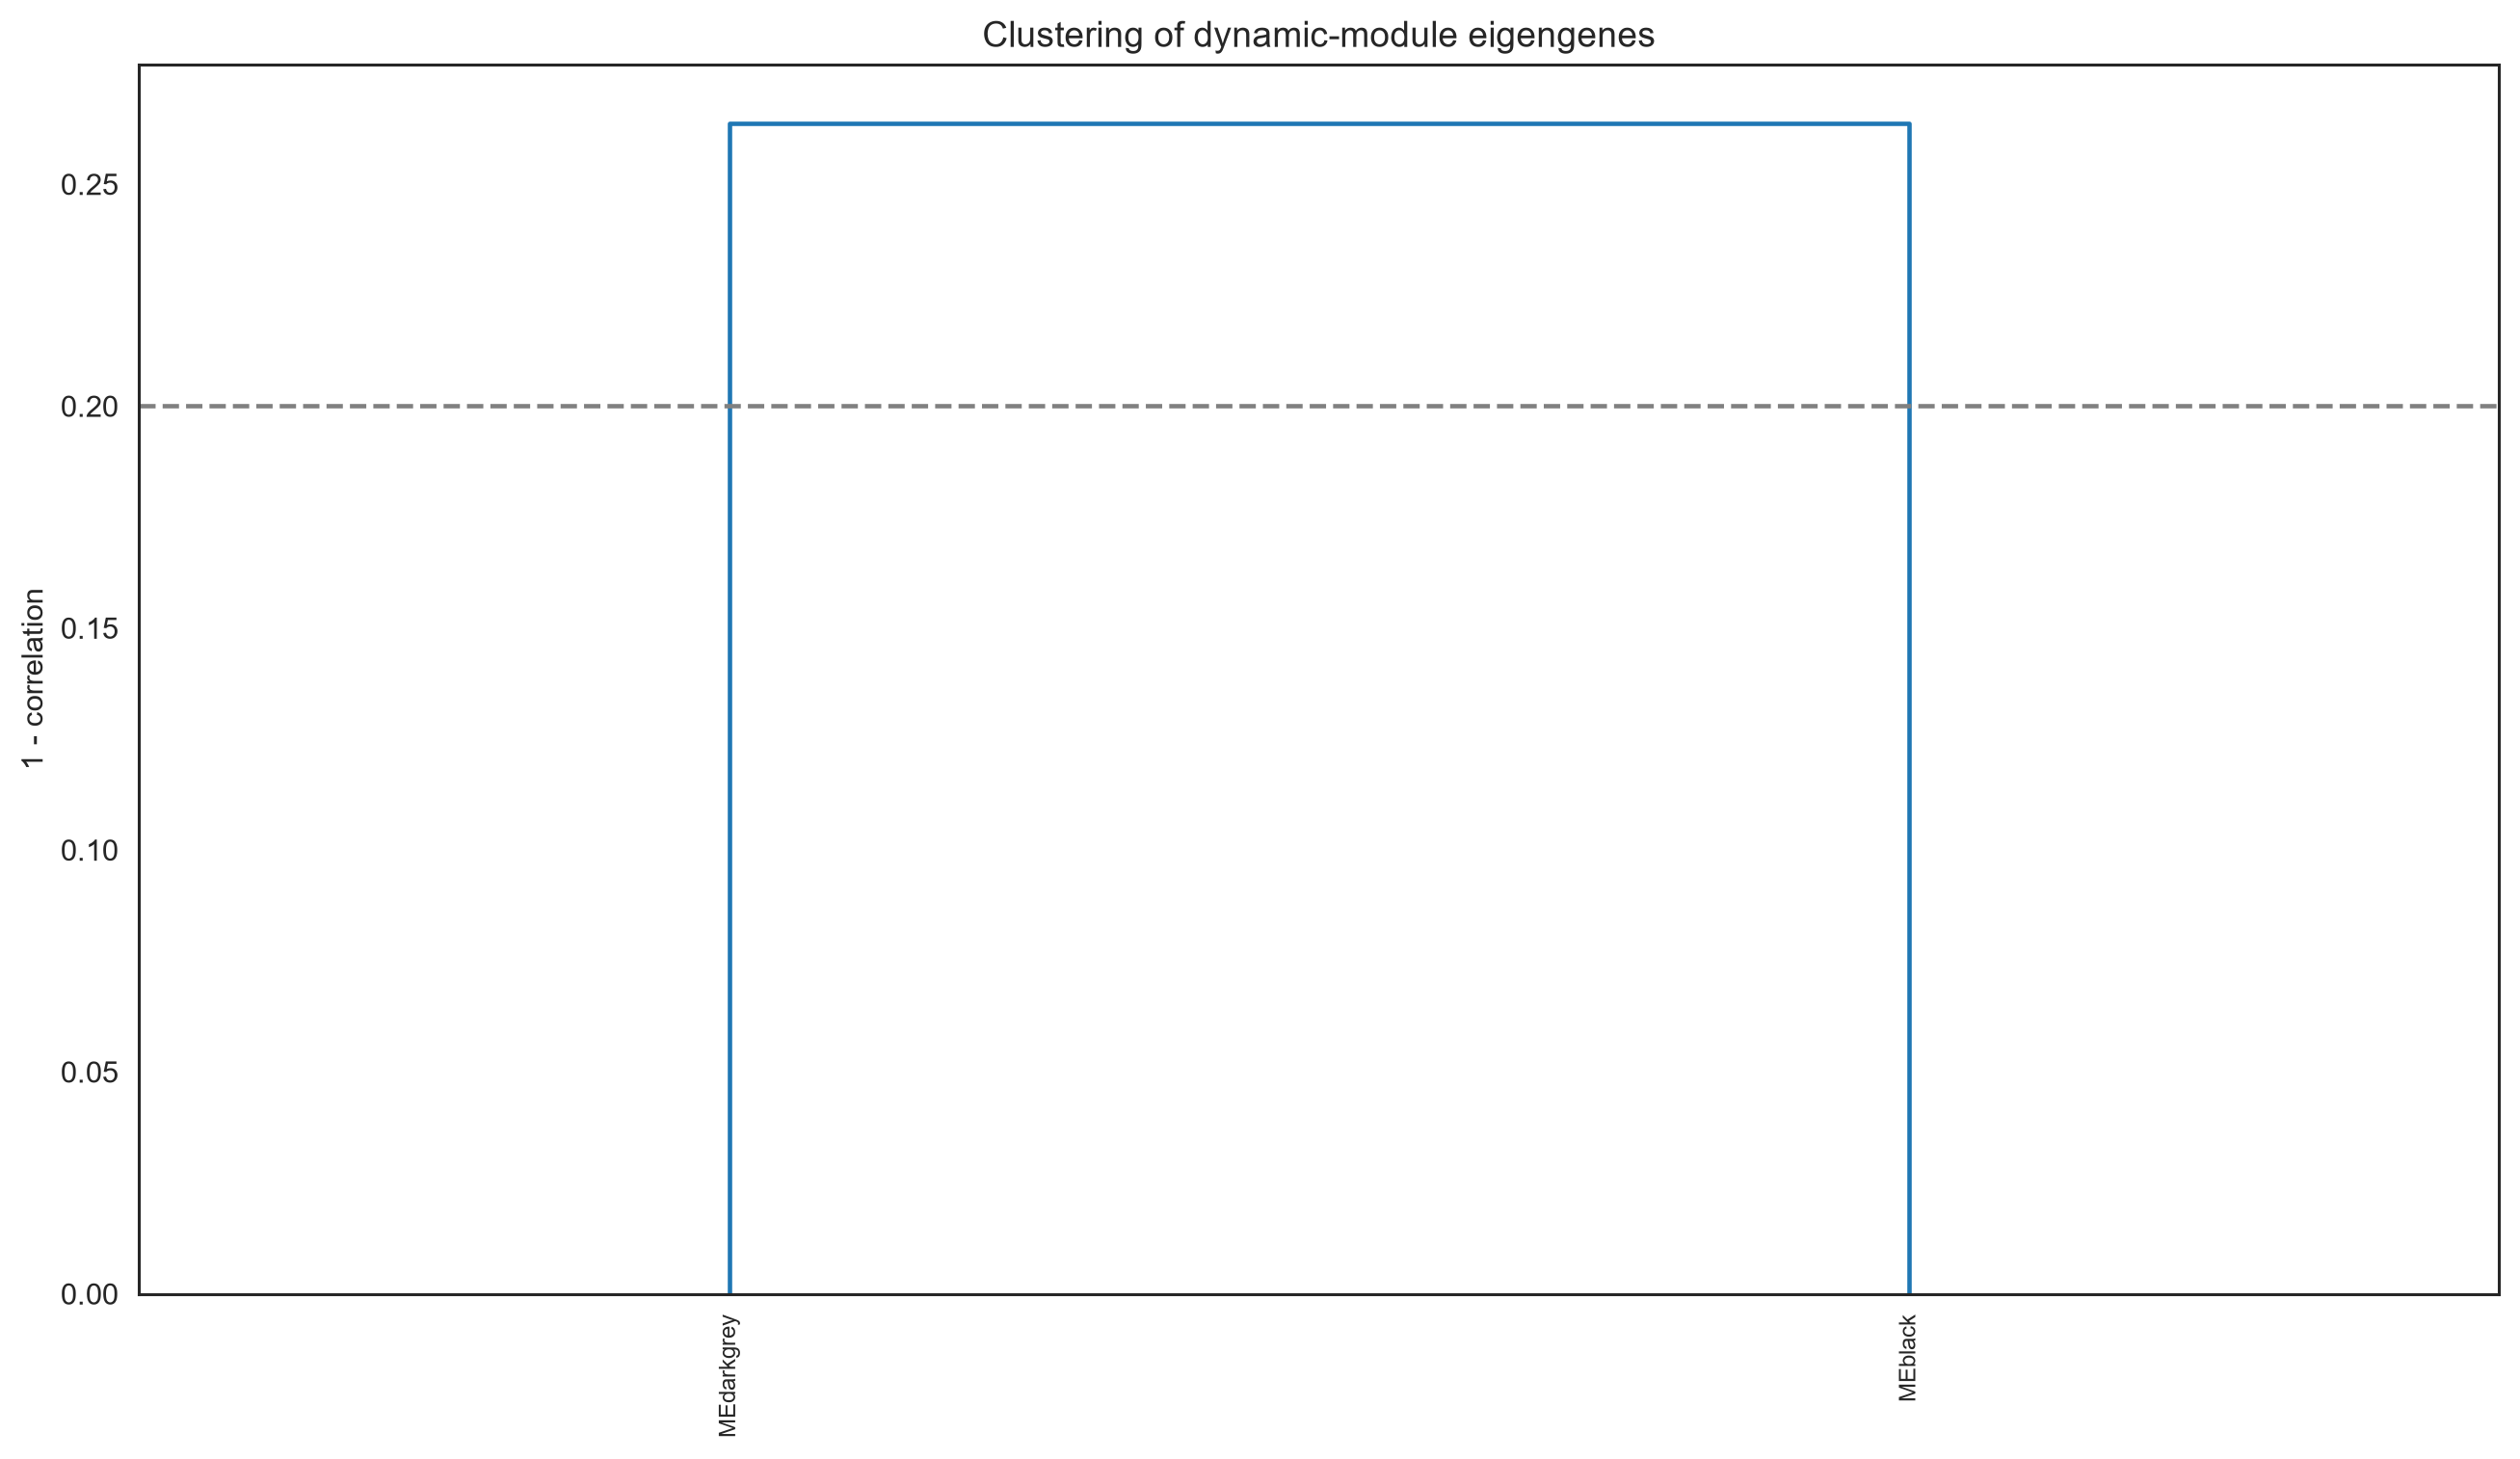 Clustering of dynamic-module eigengenes
1 - correlation
0.25
0.20
0.15
0.10
0.05
0.00
MEdarkgrey
MEblack